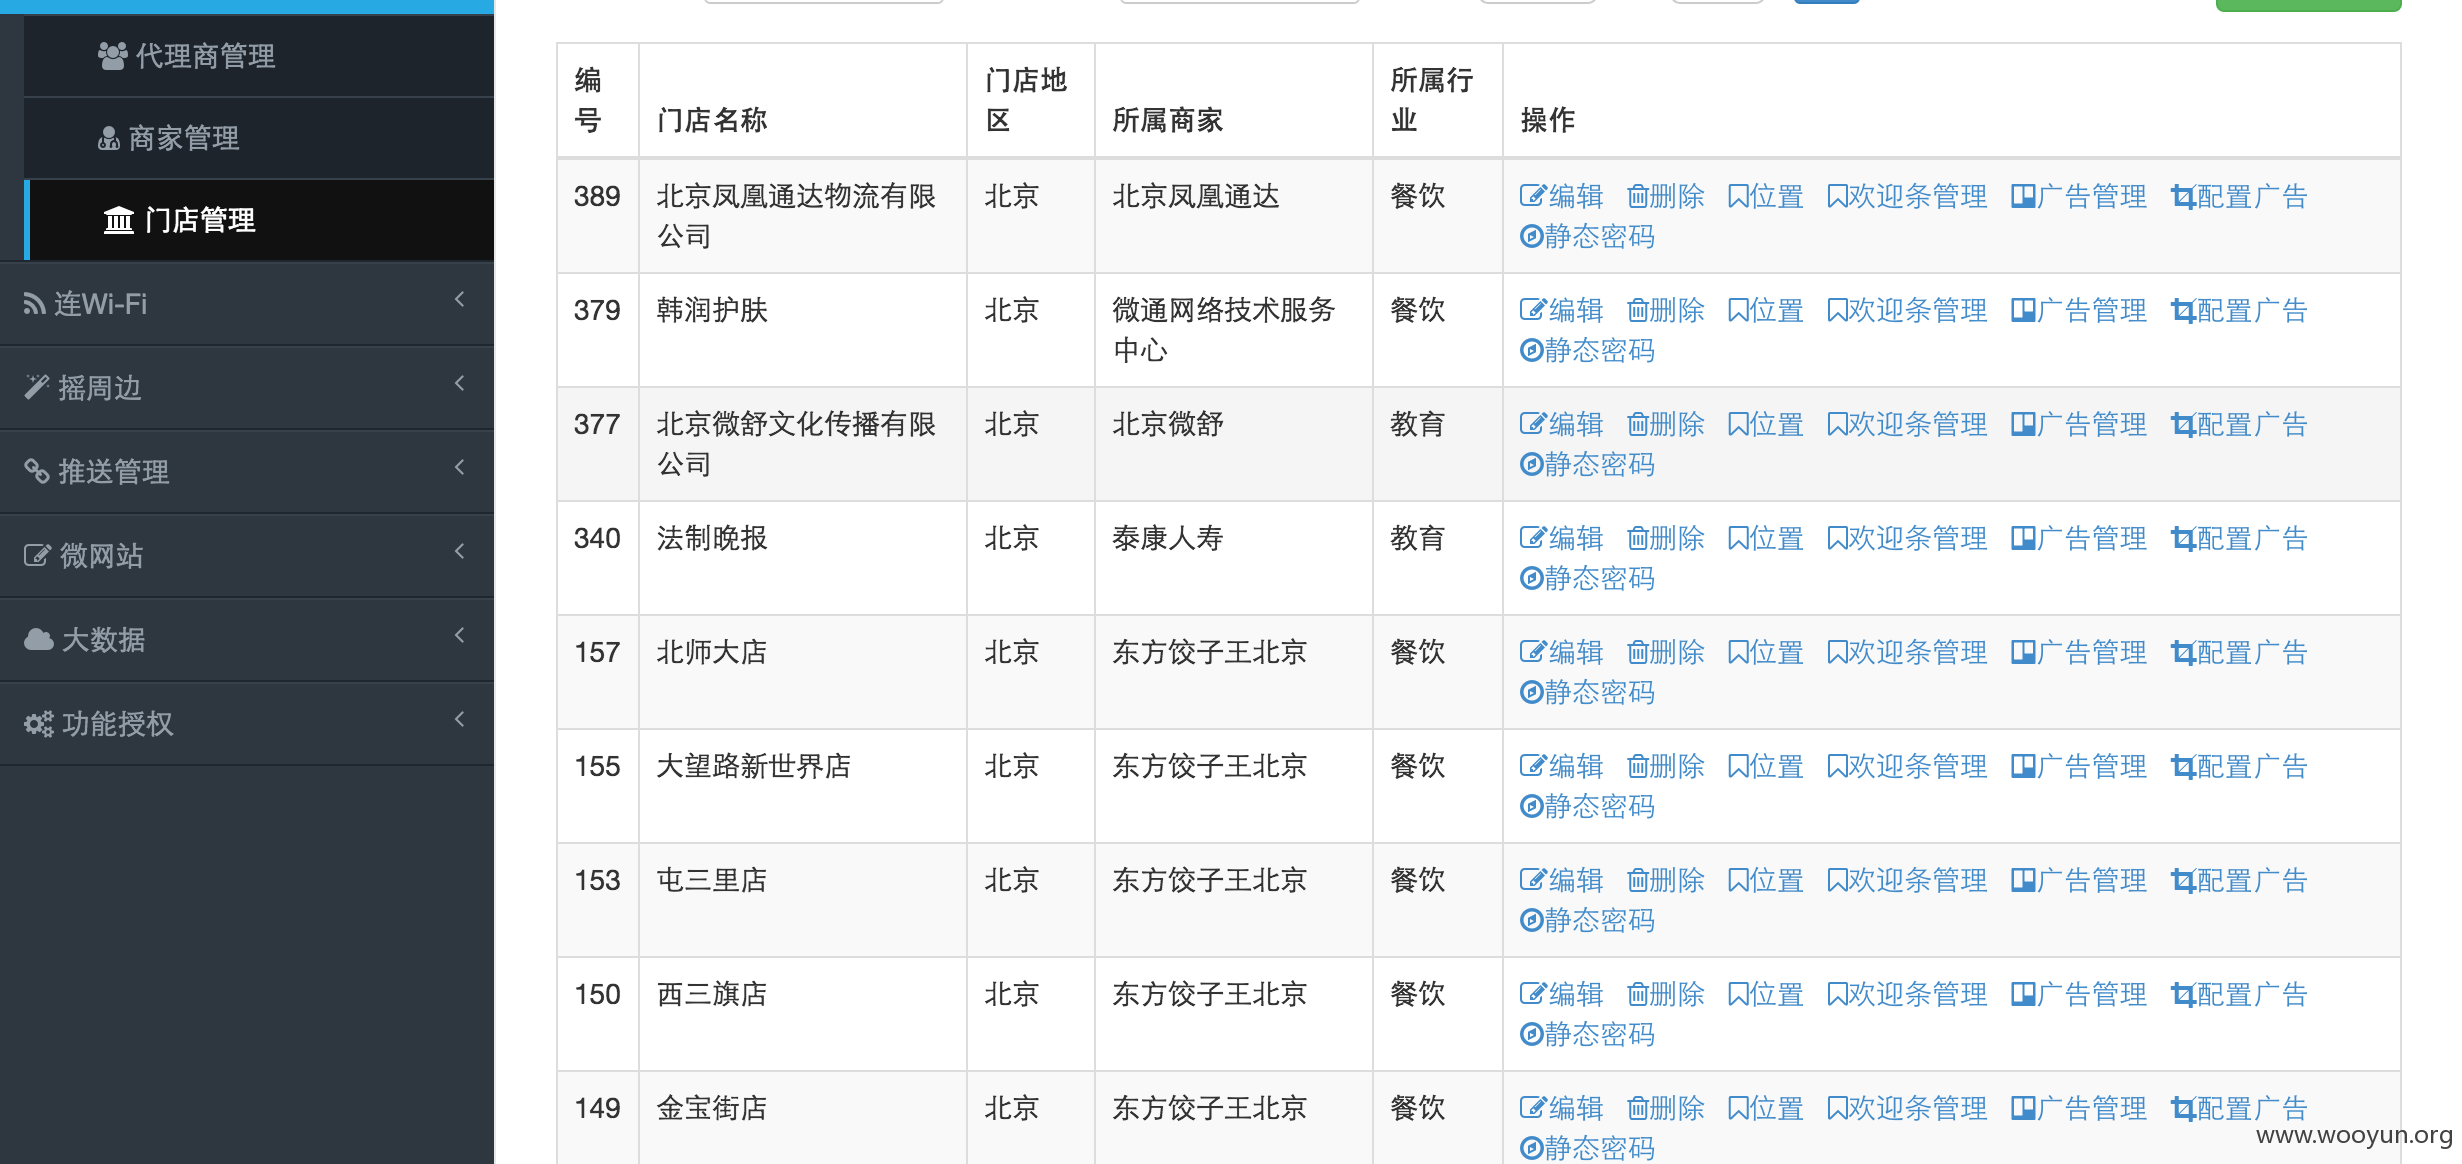 代理商管理
商家管理
门店管理
连Wi-Fi
摇周边
推送管理
微网站
大数据
功能授权
编号 门店名称 门店地区 所属商家 所属行业 操作
389 北京凤凰通达物流有限公司 北京 北京凤凰通达 餐饮 编辑 删除 位置 欢迎条管理 广告管理 配置广告
静态密码
379 韩润护肤 北京 微通网络技术服务中心 餐饮 编辑 删除 位置 欢迎条管理 广告管理 配置广告
静态密码
377 北京微舒文化传播有限公司 北京 北京微舒 教育 编辑 删除 位置 欢迎条管理 广告管理 配置广告
静态密码
340 法制晚报 北京 泰康人寿 教育 编辑 删除 位置 欢迎条管理 广告管理 配置广告
静态密码
157 北师大店 北京 东方饺子王北京 餐饮 编辑 删除 位置 欢迎条管理 广告管理 配置广告
静态密码
155 大望路新世界店 北京 东方饺子王北京 餐饮 编辑 删除 位置 欢迎条管理 广告管理 配置广告
静态密码
153 屯三里店 北京 东方饺子王北京 餐饮 编辑 删除 位置 欢迎条管理 广告管理 配置广告
静态密码
150 西三旗店 北京 东方饺子王北京 餐饮 编辑 删除 位置 欢迎条管理 广告管理 配置广告
静态密码
149 金宝街店 北京 东方饺子王北京 餐饮 编辑 删除 位置 欢迎条管理 广告管理 配置广告
静态密码
www.wooyun.org